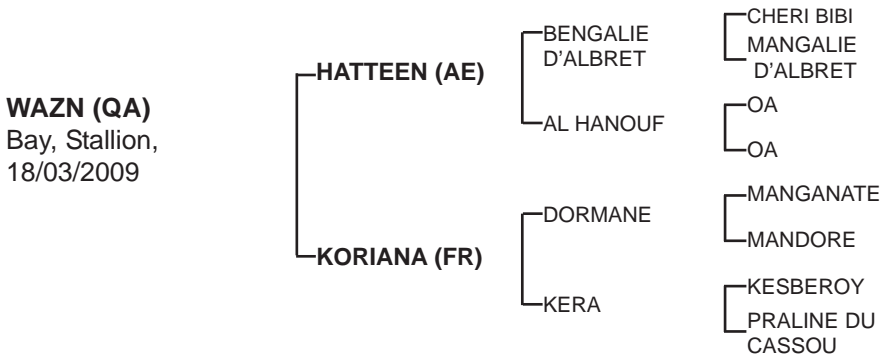 WAZN (QA)
Bay, Stallion,
18/03/2009
HATTEEN (AE)
KORIANA (FR)
BENGALIE
D'ALBRET
AL HANOUF
DORMANE
KERA
CHERI BIBI
MANGALIE
D'ALBRET
OA
OA
MANGANATE
MANDORE
KESBEROY
PRALINE DU
CASSOU